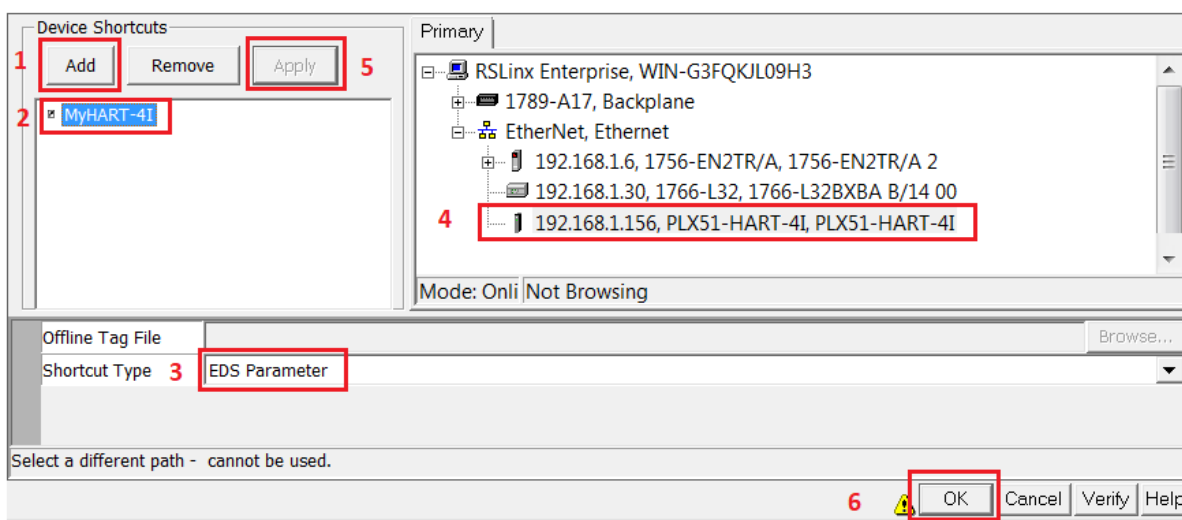 Device Shortcuts
1 Add Remove Apply 5
2 MyHART-4I
Primary
RSLinx Enterprise, WIN-G3FQKJL09H3
1789-A17, Backplane
EtherNet, Ethernet
192.168.1.6, 1756-EN2TR/A, 1756-EN2TR/A 2
192.168.1.30, 1766-L32, 1766-L32BXBA B/14 00
4 192.168.1.156, PLX51-HART-4I, PLX51-HART-4I
Mode: Onli Not Browsing
Offline Tag File Browse...
Shortcut Type 3 EDS Parameter
Select a different path - cannot be used.
6 OK Cancel Verify Help